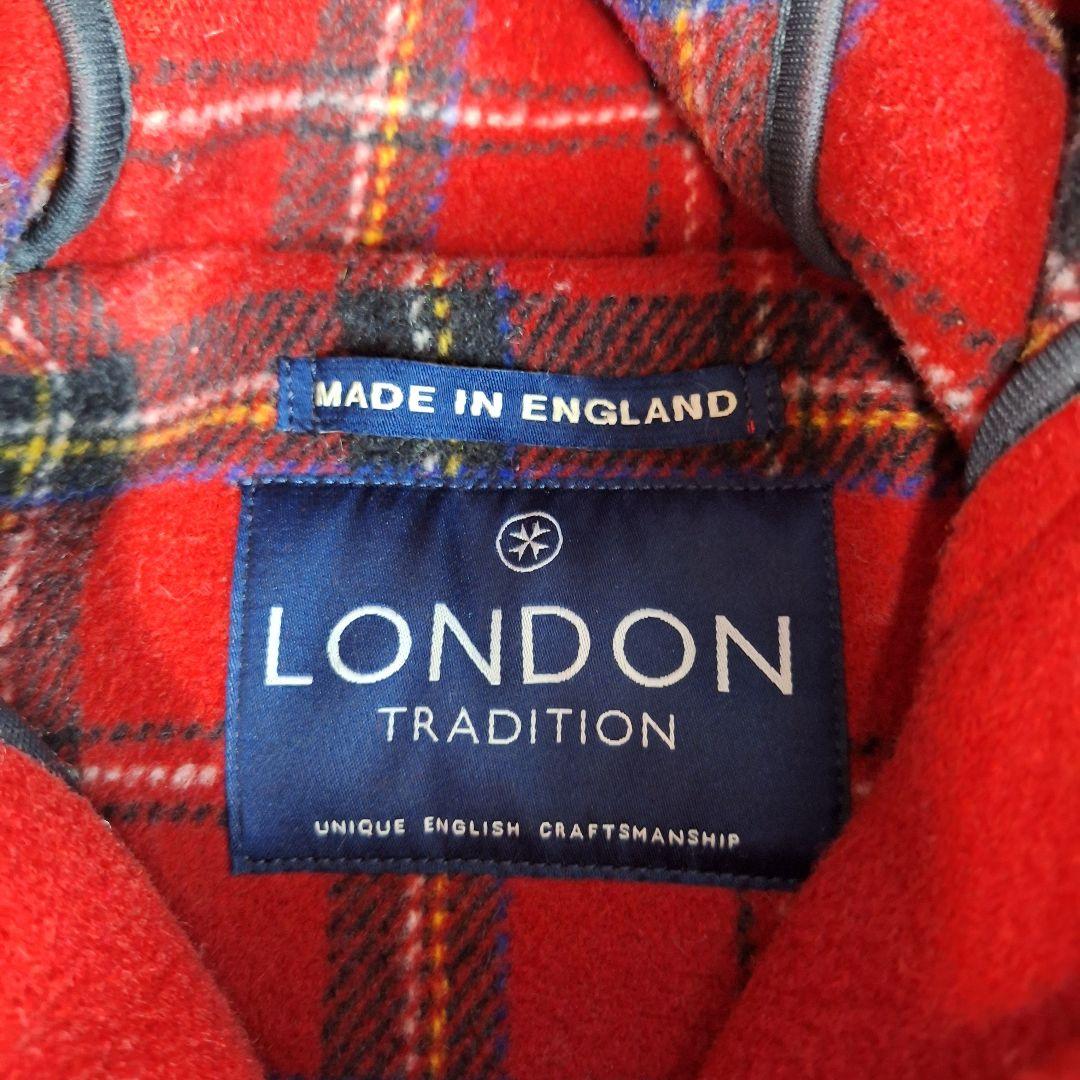 MADE IN ENGLAND
LONDON
TRADITION
UNIQUE ENGLISH CRAFTSMANSHIP